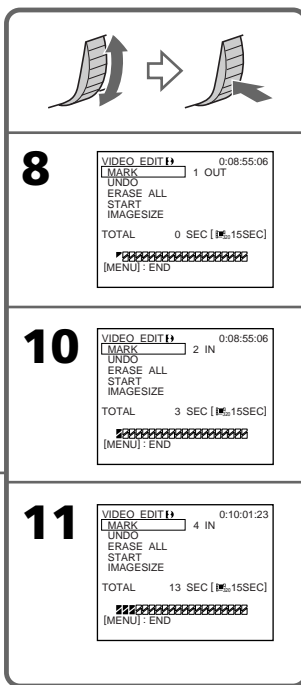 8
VIDEO EDIT 0:08:55:06
MARK 1 OUT
UNDO
ERASE ALL
START
IMAGESIZE
TOTAL 0 SEC [ 15SEC]
[MENU] : END
10
VIDEO EDIT 0:08:55:06
MARK 2 IN
UNDO
ERASE ALL
START
IMAGESIZE
TOTAL 3 SEC [ 15SEC]
[MENU] : END
11
VIDEO EDIT 0:10:01:23
MARK 4 IN
UNDO
ERASE ALL
START
IMAGESIZE
TOTAL 13 SEC [ 15SEC]
[MENU] : END